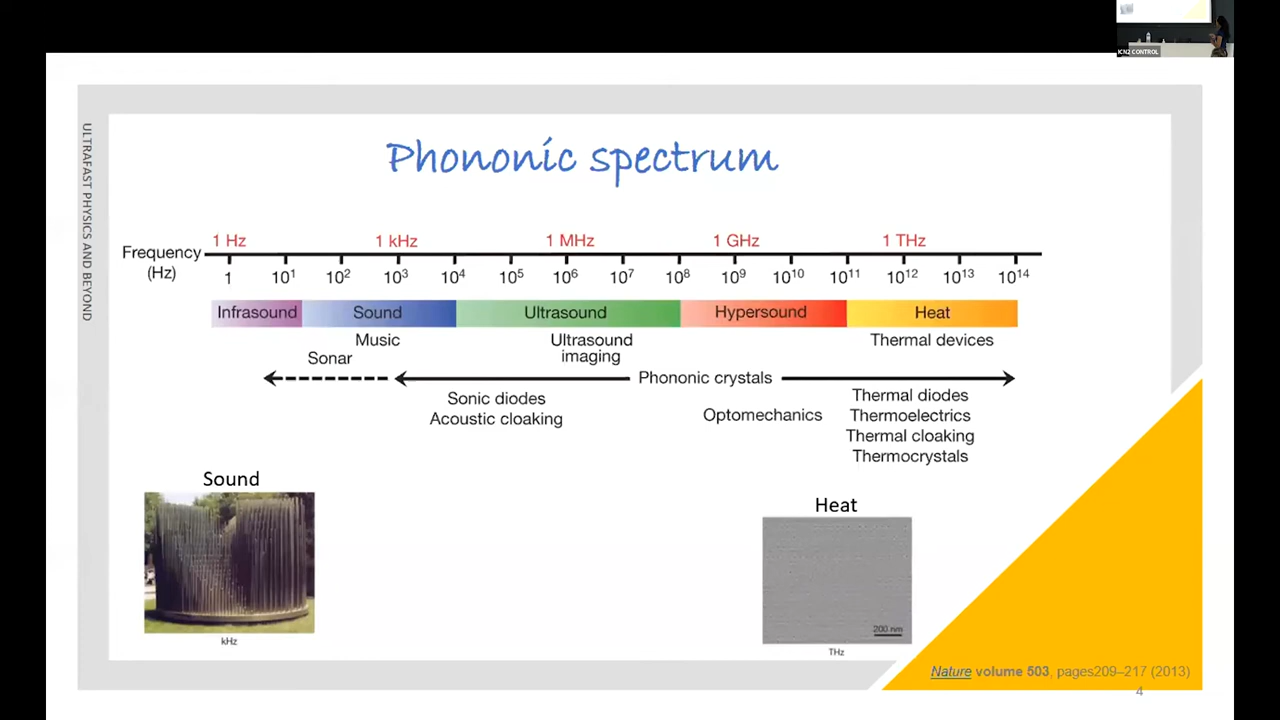 ICN2 CONTROL
ULTRAFAST PHYSICS AND BEYOND
Phononic spectrum
1 Hz 1 kHz 1 MHz 1 GHz 1 THz
Frequency
(Hz)
1 10¹ 10² 10³ 10⁴ 10⁵ 10⁶ 10⁷ 10⁸ 10⁹ 10¹⁰ 10¹¹ 10¹² 10¹³ 10¹⁴
Infrasound Sound Ultrasound Hypersound Heat
Music
Ultrasound
imaging
Thermal devices
Sonar
Phononic crystals
Sonic diodes
Acoustic cloaking
Optomechanics
Thermal diodes
Thermoelectrics
Thermal cloaking
Thermocrystals
Sound
kHz
Heat
200 nm
THz
Nature volume 503, pages209–217 (2013)
4